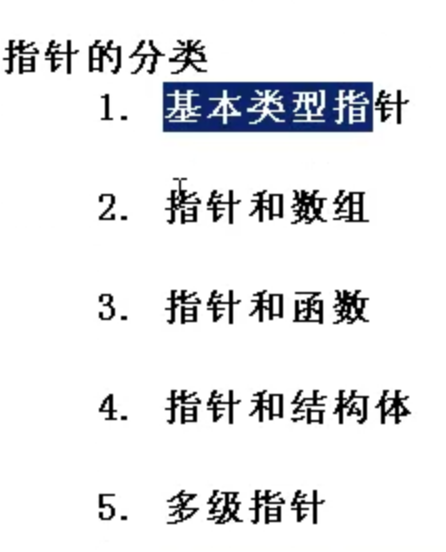 指针的分类
1. 基本类型指针
2. 指针和数组
3. 指针和函数
4. 指针和结构体
5. 多级指针